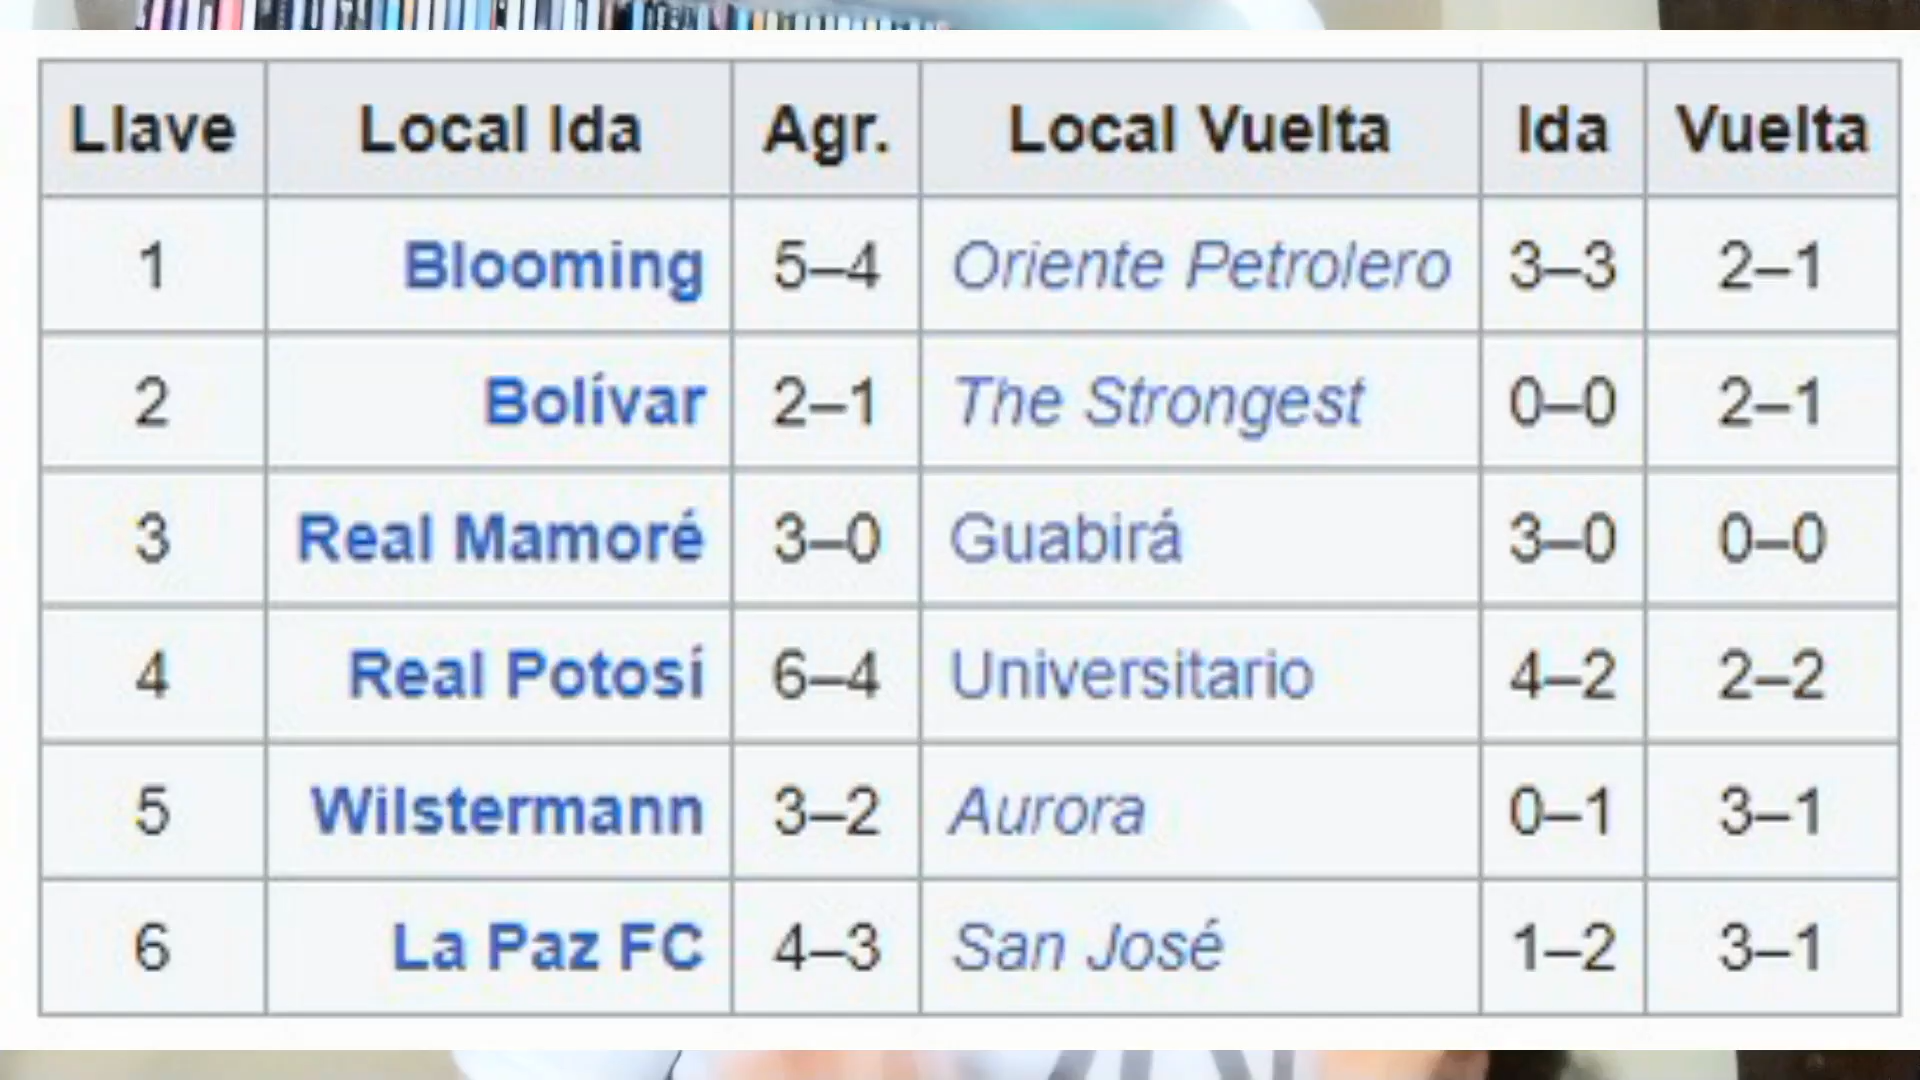 Llave Local Ida Agr. Local Vuelta Ida Vuelta
1 Blooming 5–4 Oriente Petrolero 3–3 2–1
2 Bolívar 2–1 The Strongest 0–0 2–1
3 Real Mamoré 3–0 Guabirá 3–0 0–0
4 Real Potosí 6–4 Universitario 4–2 2–2
5 Wilstermann 3–2 Aurora 0–1 3–1
6 La Paz FC 4–3 San José 1–2 3–1